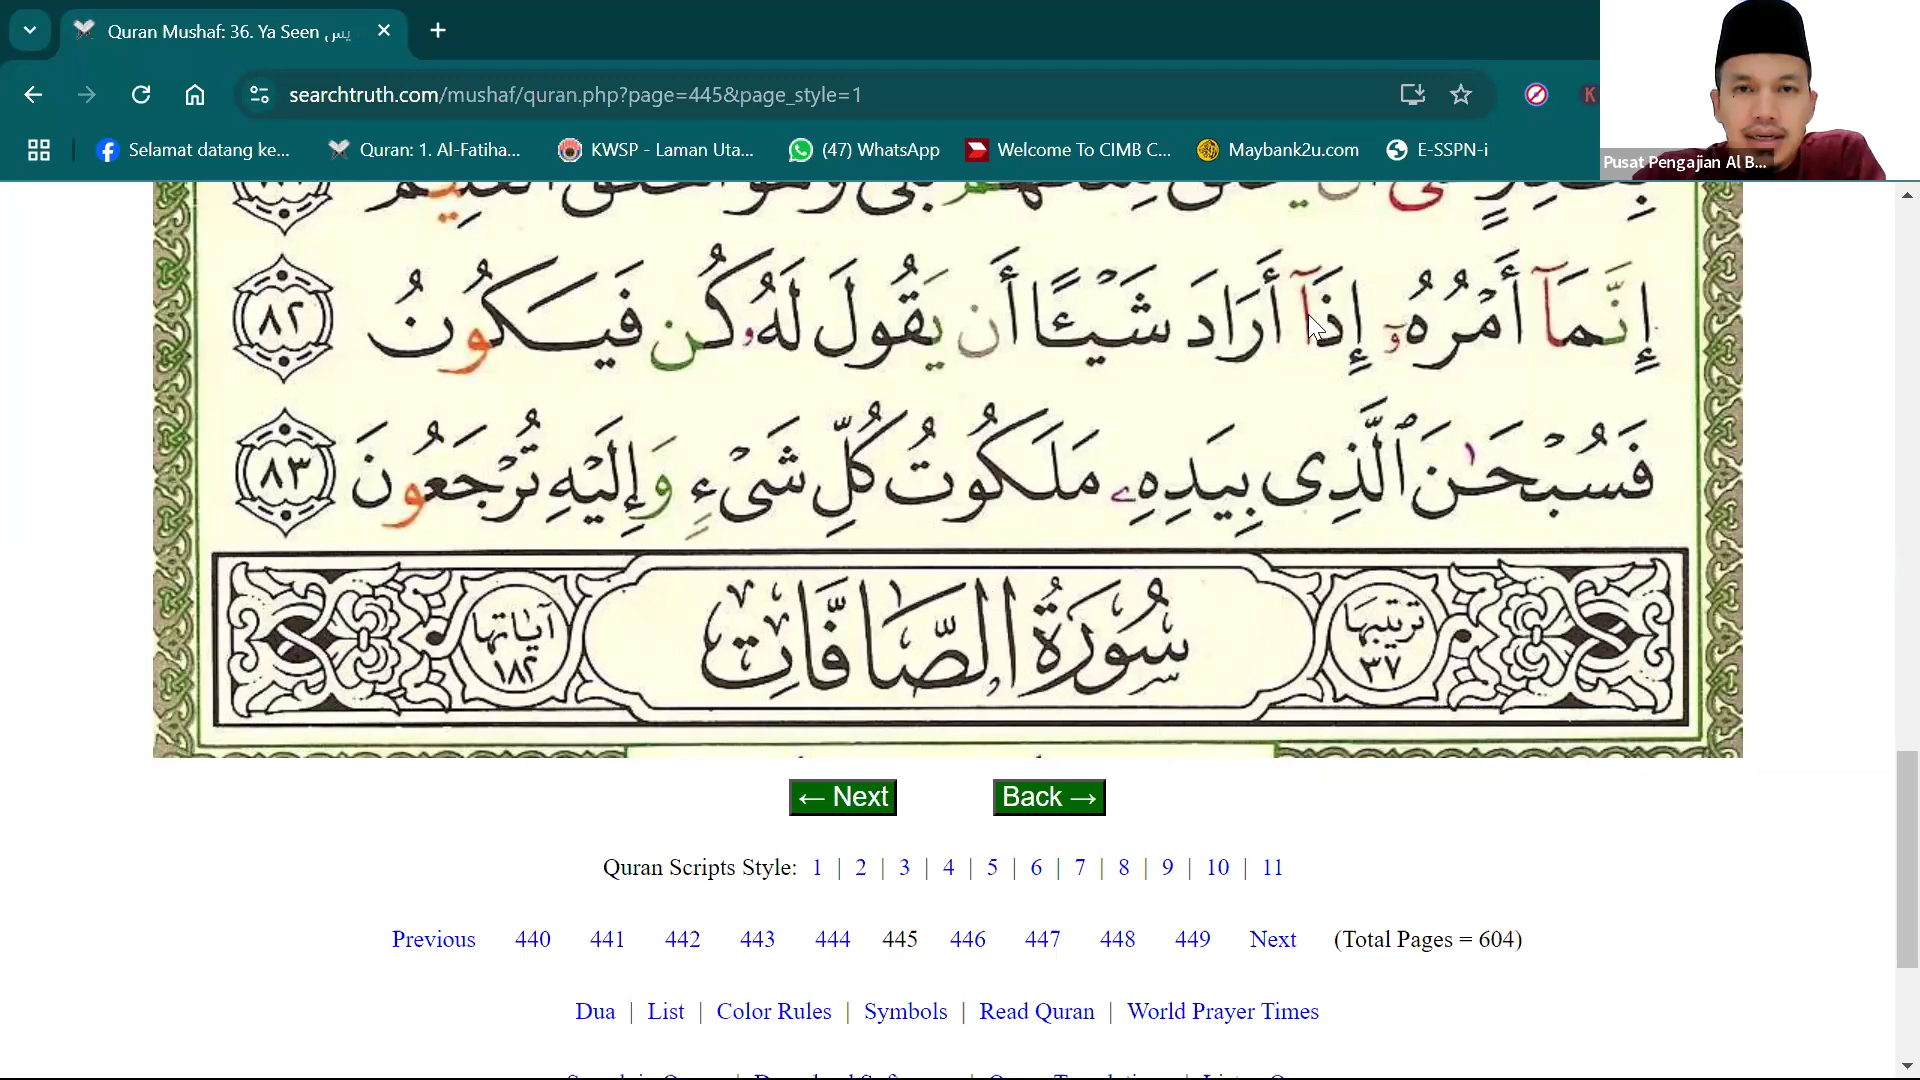 Quran Mushaf: 36. Ya Seen يس
searchtruth.com/mushaf/quran.php?page=445&page_style=1
Selamat datang ke...
Quran: 1. Al-Fatiha...
KWSP - Laman Uta...
(47) WhatsApp
Welcome To CIMB C...
Maybank2u.com
E-SSPN-i
K
Pusat Pengajian Al B...
إِنَّمَآ أَمْرُهُۥٓ إِذَآ أَرَادَ شَيْـًٔا أَن يَقُولَ لَهُۥ كُن فَيَكُونُ ٨٢
فَسُبْحَـٰنَ ٱلَّذِى بِيَدِهِۦ مَلَكُوتُ كُلِّ شَىْءٍ وَإِلَيْهِ تُرْجَعُونَ ٨٣
ترتيبها ٣٧
سُورَةُ الصَّافَّاتِ
آياتها ١٨٢
← Next
Back →
Quran Scripts Style: 1 | 2 | 3 | 4 | 5 | 6 | 7 | 8 | 9 | 10 | 11
Previous 440 441 442 443 444 445 446 447 448 449 Next (Total Pages = 604)
Dua | List | Color Rules | Symbols | Read Quran | World Prayer Times